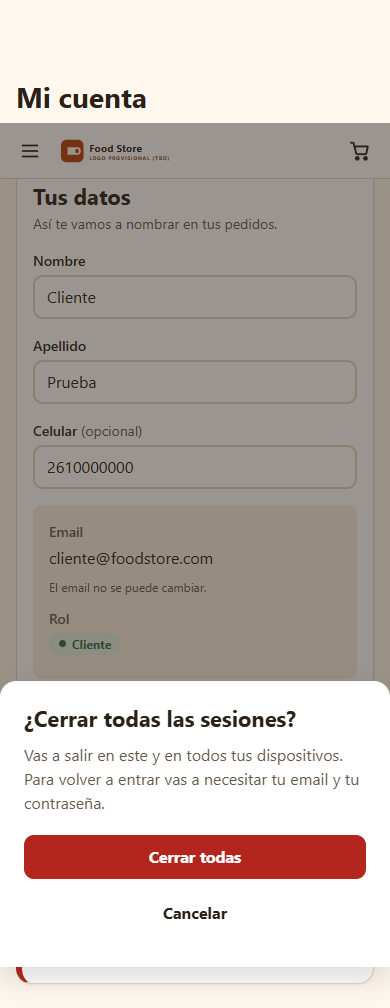 Mi cuenta
Food Store
LOGO PROVISIONAL (TBD)
Tus datos
Así te vamos a nombrar en tus pedidos.
Nombre
Cliente
Apellido
Prueba
Celular (opcional)
2610000000
Email
cliente@foodstore.com
El email no se puede cambiar.
Rol
Cliente
¿Cerrar todas las sesiones?
Vas a salir en este y en todos tus dispositivos.
Para volver a entrar vas a necesitar tu email y tu
contraseña.
Cerrar todas
Cancelar